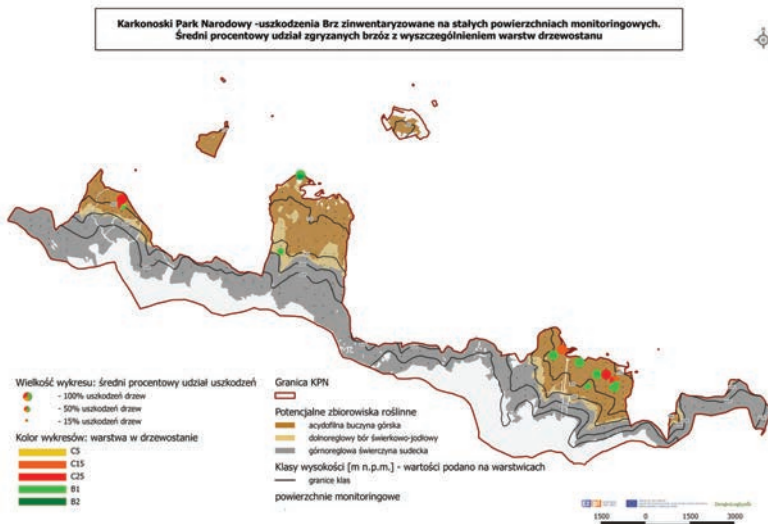 Karkonoski Park Narodowy -uszkodzenia Brz zinwentaryzowane na stałych powierzchniach monitoringowych.
Średni procentowy udział zgryzanych brzóz z wyszczególnieniem warstw drzewostanu
Wielkość wykresu: średni procentowy udział uszkodzeń
- 100% uszkodzeń drzew
- 50% uszkodzeń drzew
- 15% uszkodzeń drzew
Kolor wykresów: warstwa w drzewostanie
C5
C15
C25
B1
B2
Granica KPN
Potencjalne zbiorowiska roślinne
acydofilna buczyna górska
dolnoreglowy bór świerkowo-jodłowy
górnoreglowa świerczyna sudecka
Klasy wysokości [m n.p.m.] - wartości podano na warstwicach
granice klas
powierzchnie monitoringowe
1500 0 1500 3000